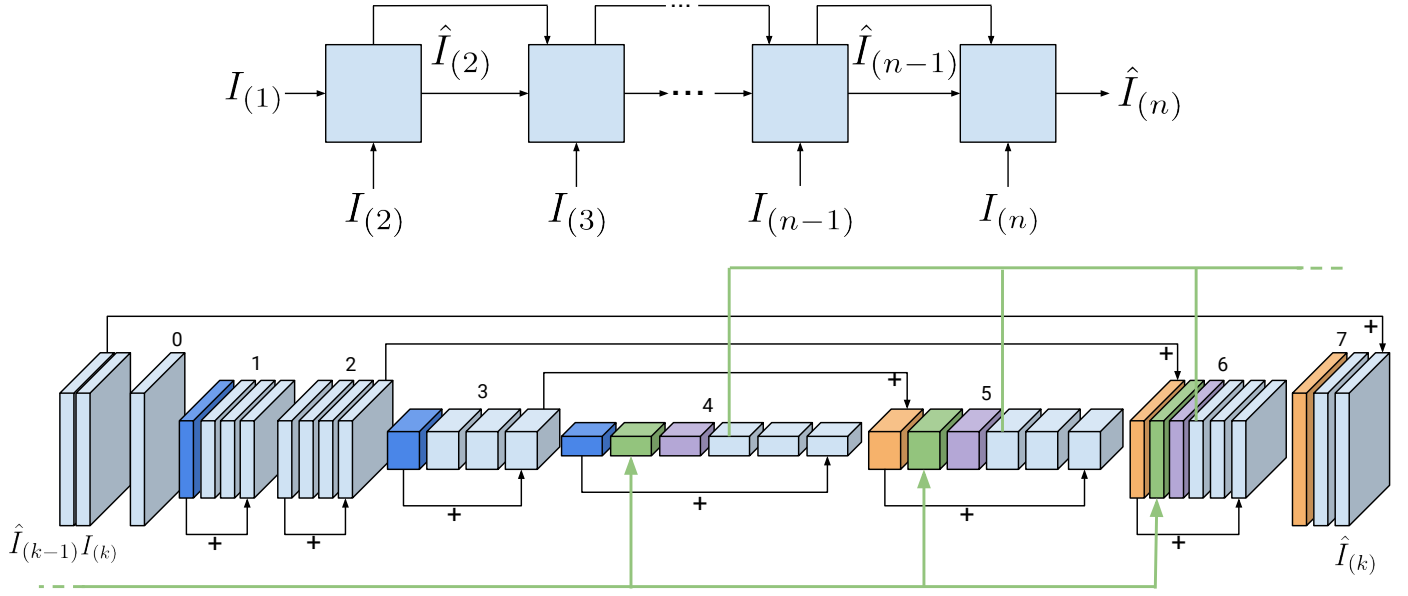 ...
Î(2) Î(n−1)
I(1) ... Î(n)
I(2) I(3) I(n−1) I(n)
0 1 2 3 4 5 6 7
+ + + +
+ + + + + +
Î(k−1) I(k) Î(k)